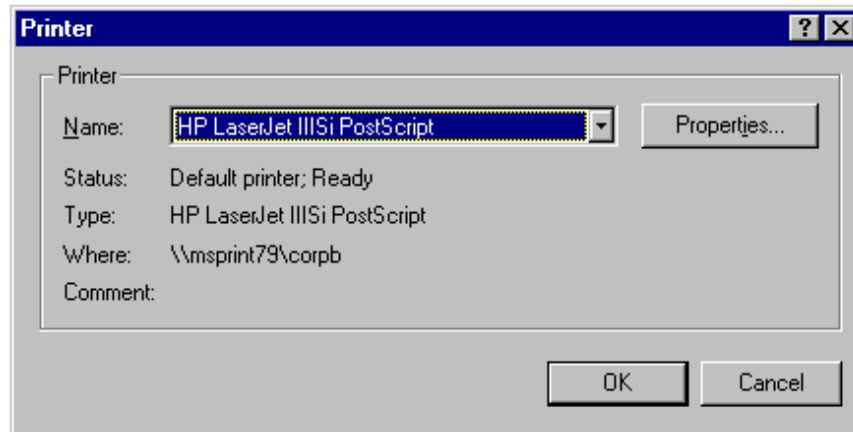 Printer
Printer
Name: HP LaserJet IIISi PostScript Properties...
Status: Default printer; Ready
Type: HP LaserJet IIISi PostScript
Where: \\msprint79\corpb
Comment:
OK Cancel